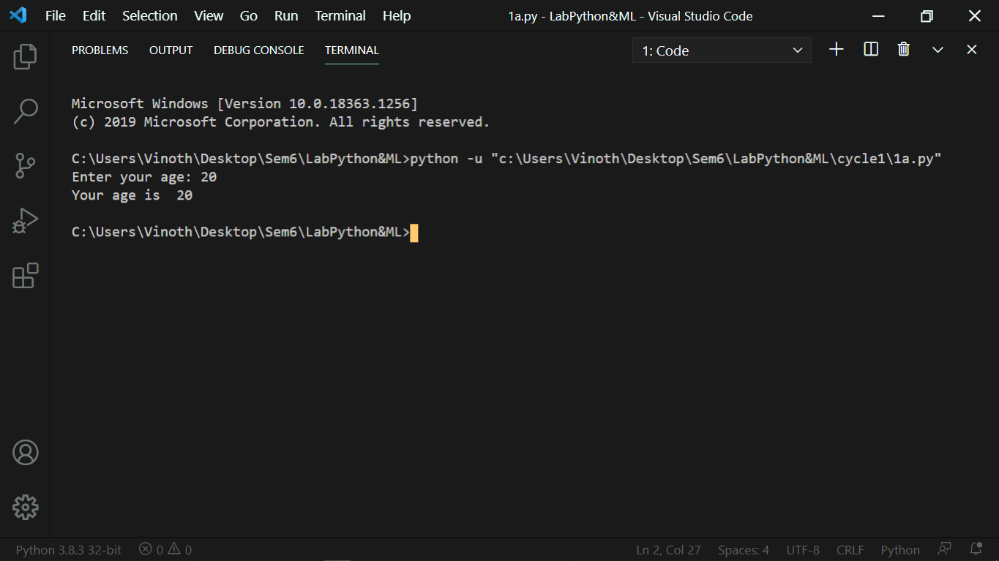 File Edit Selection View Go Run Terminal Help 1a.py - LabPython&ML - Visual Studio Code
PROBLEMS OUTPUT DEBUG CONSOLE TERMINAL 1: Code
Microsoft Windows [Version 10.0.18363.1256]
(c) 2019 Microsoft Corporation. All rights reserved.
C:\Users\Vinoth\Desktop\Sem6\LabPython&ML>python -u "c:\Users\Vinoth\Desktop\Sem6\LabPython&ML\cycle1\1a.py"
Enter your age: 20
Your age is  20
C:\Users\Vinoth\Desktop\Sem6\LabPython&ML>
Python 3.8.3 32-bit 0 0 Ln 2, Col 27 Spaces: 4 UTF-8 CRLF Python